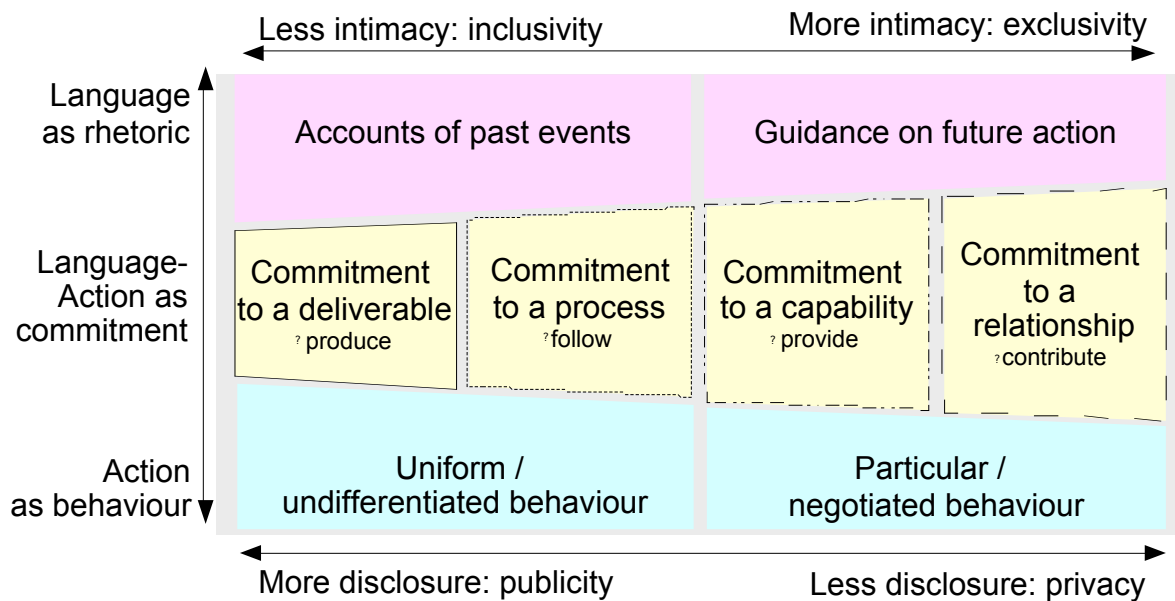 Less intimacy: inclusivity
More intimacy: exclusivity
Language
as rhetoric
Accounts of past events
Guidance on future action
Language-
Action as
commitment
Commitment
to a deliverable
? produce
Commitment
to a process
? follow
Commitment
to a capability
? provide
Commitment
to a
relationship
? contribute
Action
as behaviour
Uniform /
undifferentiated behaviour
Particular /
negotiated behaviour
More disclosure: publicity
Less disclosure: privacy